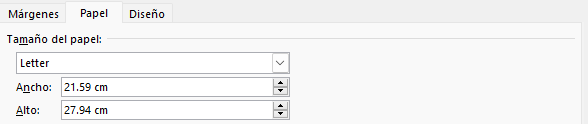 Márgenes Papel Diseño
Tamaño del papel:
Letter
Ancho: 21.59 cm
Alto: 27.94 cm